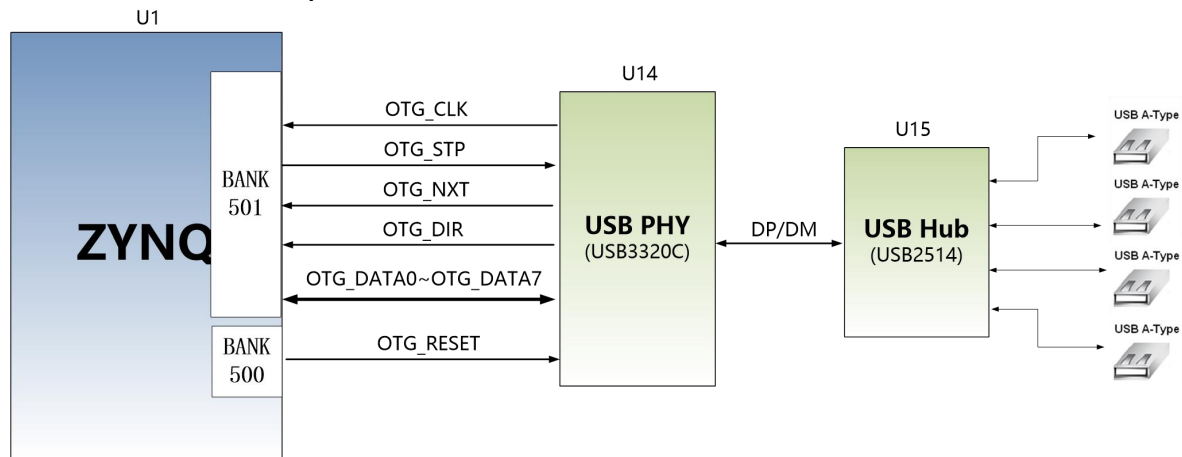 U1
ZYNQ
BANK
501
BANK
500
OTG_CLK
OTG_STP
OTG_NXT
OTG_DIR
OTG_DATA0~OTG_DATA7
OTG_RESET
U14
USB PHY
(USB3320C)
DP/DM
U15
USB Hub
(USB2514)
USB A-Type
USB A-Type
USB A-Type
USB A-Type